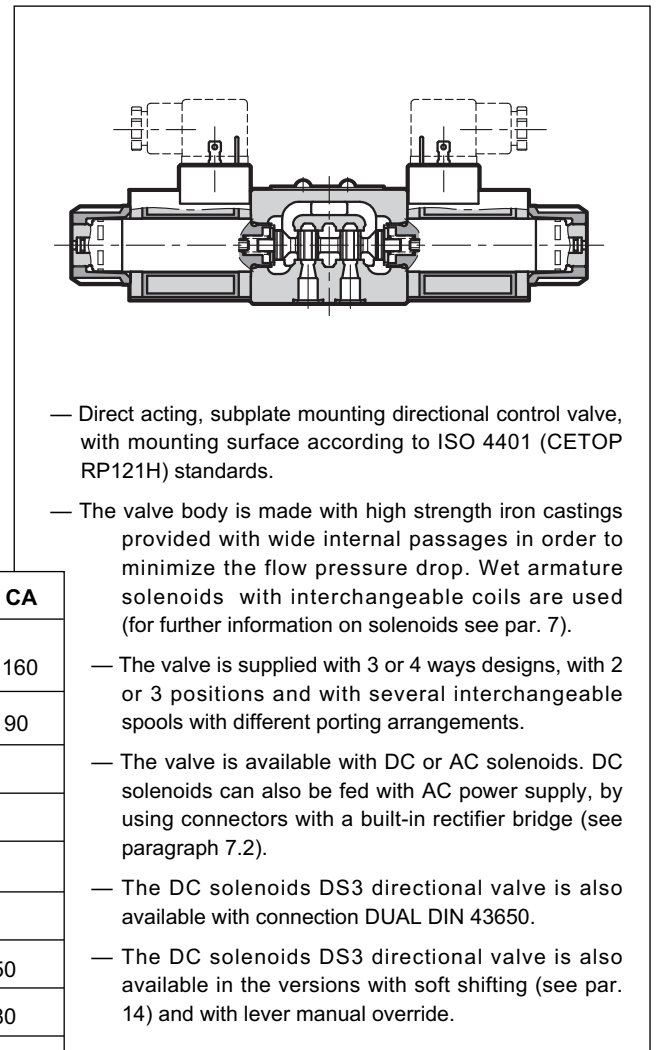 — Direct acting, subplate mounting directional control valve,
with mounting surface according to ISO 4401 (CETOP
RP121H) standards.
— The valve body is made with high strength iron castings
provided with wide internal passages in order to
minimize the flow pressure drop. Wet armature
solenoids with interchangeable coils are used
(for further information on solenoids see par. 7).
— The valve is supplied with 3 or 4 ways designs, with 2
or 3 positions and with several interchangeable
spools with different porting arrangements.
— The valve is available with DC or AC solenoids. DC
solenoids can also be fed with AC power supply, by
using connectors with a built-in rectifier bridge (see
paragraph 7.2).
— The DC solenoids DS3 directional valve is also
available with connection DUAL DIN 43650.
— The DC solenoids DS3 directional valve is also
available in the versions with soft shifting (see par.
14) and with lever manual override.
CA
160
90